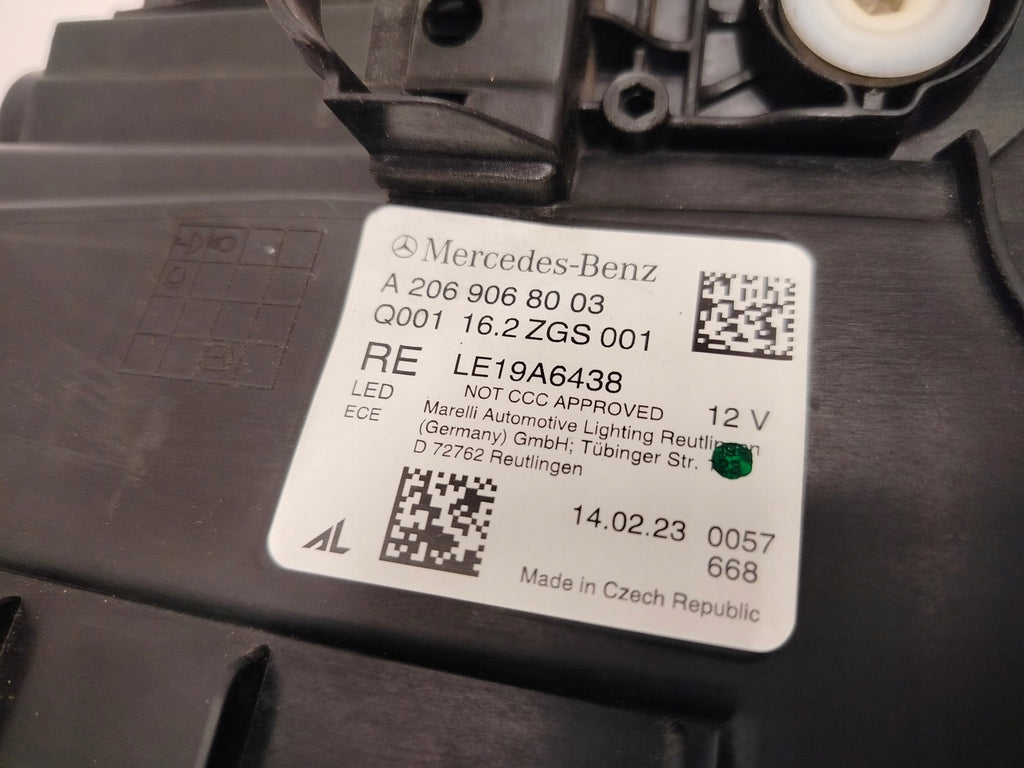 Mercedes-Benz
A 206 906 80 03
Q001 16.2 ZGS 001
RE LE19A6438
LED NOT CCC APPROVED 12 V
ECE Marelli Automotive Lighting Reutlingen
(Germany) GmbH; Tübinger Str.
D 72762 Reutlingen
14.02.23 0057
668
AL
Made in Czech Republic